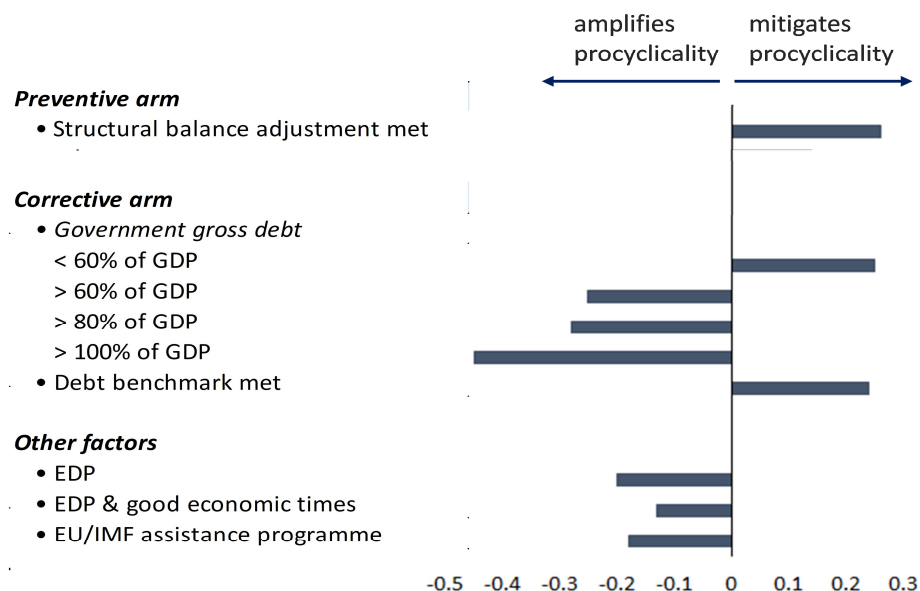 amplifies
procyclicality
mitigates
procyclicality
Preventive arm
• Structural balance adjustment met
Corrective arm
• Government gross debt
< 60% of GDP
> 60% of GDP
> 80% of GDP
> 100% of GDP
• Debt benchmark met
Other factors
• EDP
• EDP & good economic times
• EU/IMF assistance programme
-0.5 -0.4 -0.3 -0.2 -0.1 0 0.1 0.2 0.3